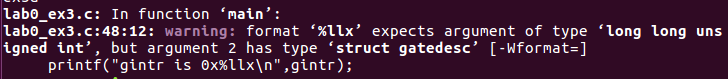 lab0_ex3.c: In function ‘main’:
lab0_ex3.c:48:12: warning: format ‘%llx’ expects argument of type ‘long long uns
igned int’, but argument 2 has type ‘struct gatedesc’ [-Wformat=]
printf("gintr is 0x%llx\n",gintr);